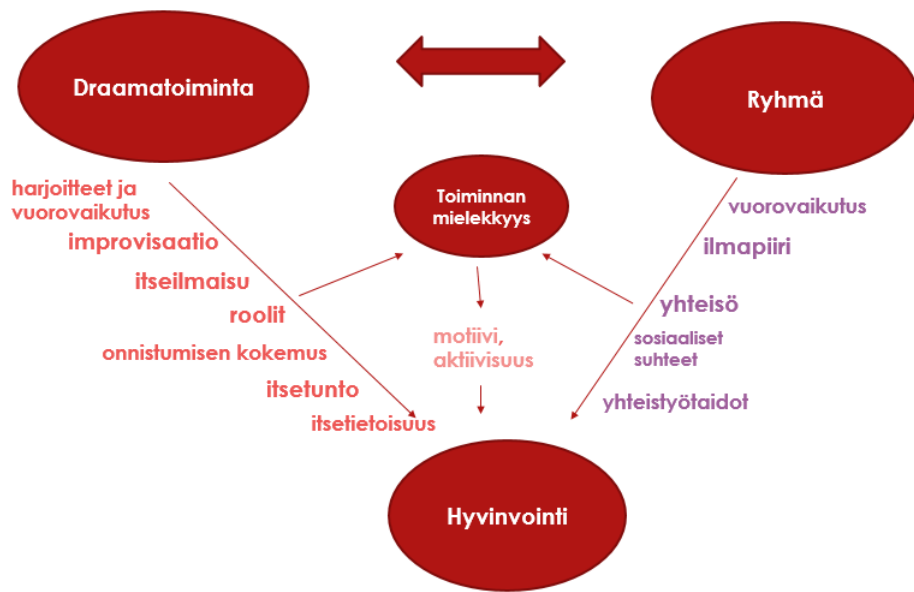 Draamatoiminta
Ryhmä
harjoitteet ja
vuorovaikutus
improvisaatio
itseilmaisu
roolit
onnistumisen kokemus
itsetunto
itsetietoisuus
Toiminnan
mielekkyys
motiivi,
aktiivisuus
vuorovaikutus
ilmapiiri
yhteisö
sosiaaliset
suhteet
yhteistyötaidot
Hyvinvointi